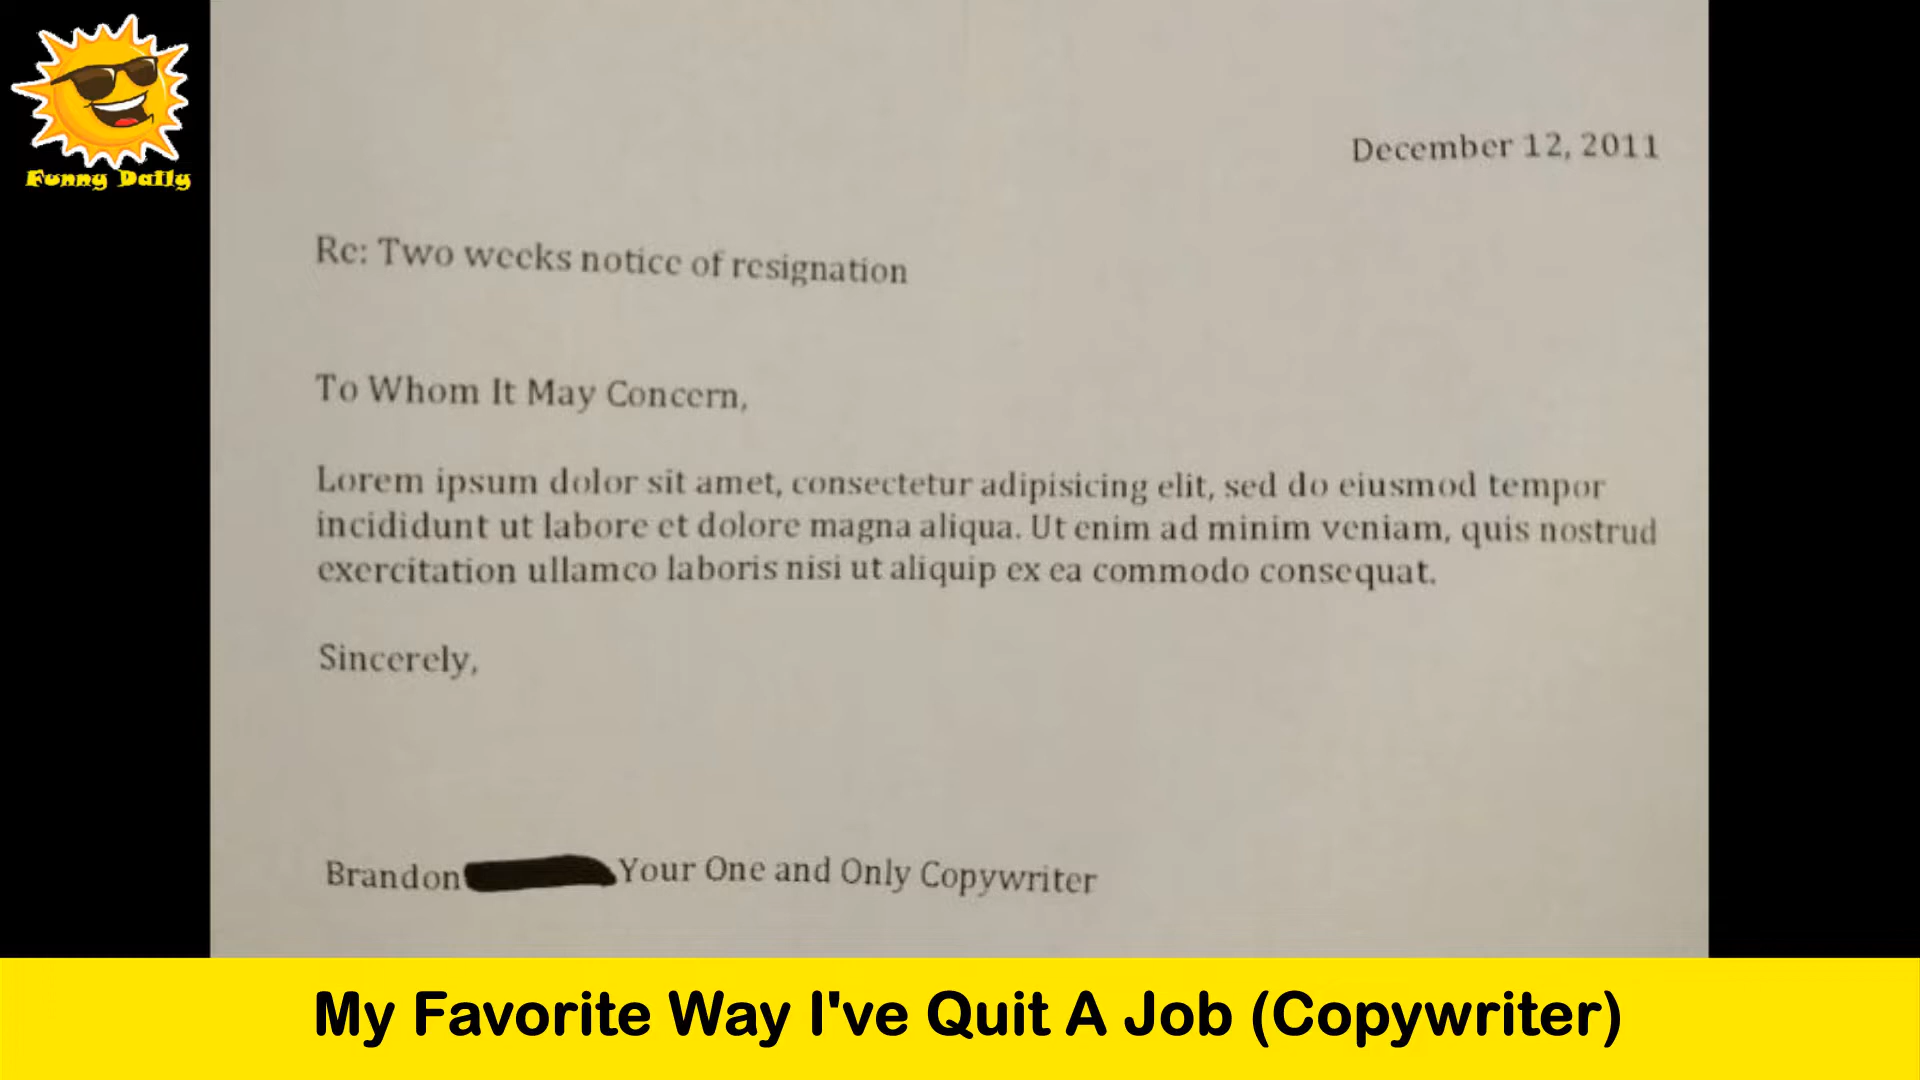 Funny Daily
December 12, 2011
Re: Two weeks notice of resignation
To Whom It May Concern,
Lorem ipsum dolor sit amet, consectetur adipisicing elit, sed do eiusmod tempor
incididunt ut labore et dolore magna aliqua. Ut enim ad minim veniam, quis nostrud
exercitation ullamco laboris nisi ut aliquip ex ea commodo consequat.
Sincerely,
Brandon Your One and Only Copywriter
My Favorite Way I've Quit A Job (Copywriter)